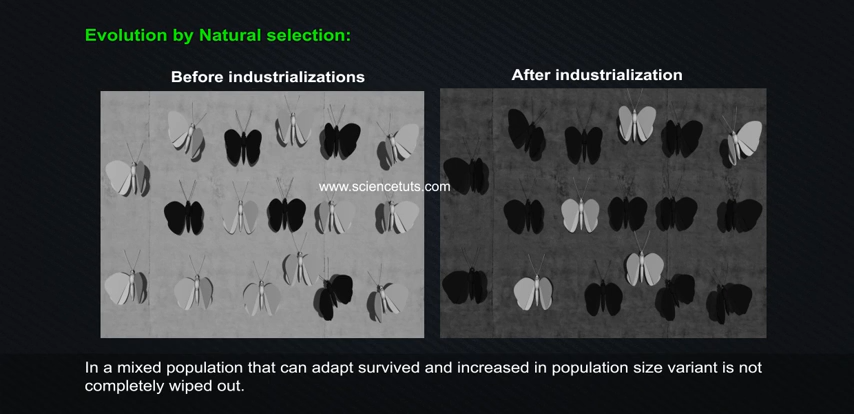 Evolution by Natural selection:
Before industrializations
After industrialization
www.sciencetuts.com
In a mixed population that can adapt survived and increased in population size variant is not
completely wiped out.